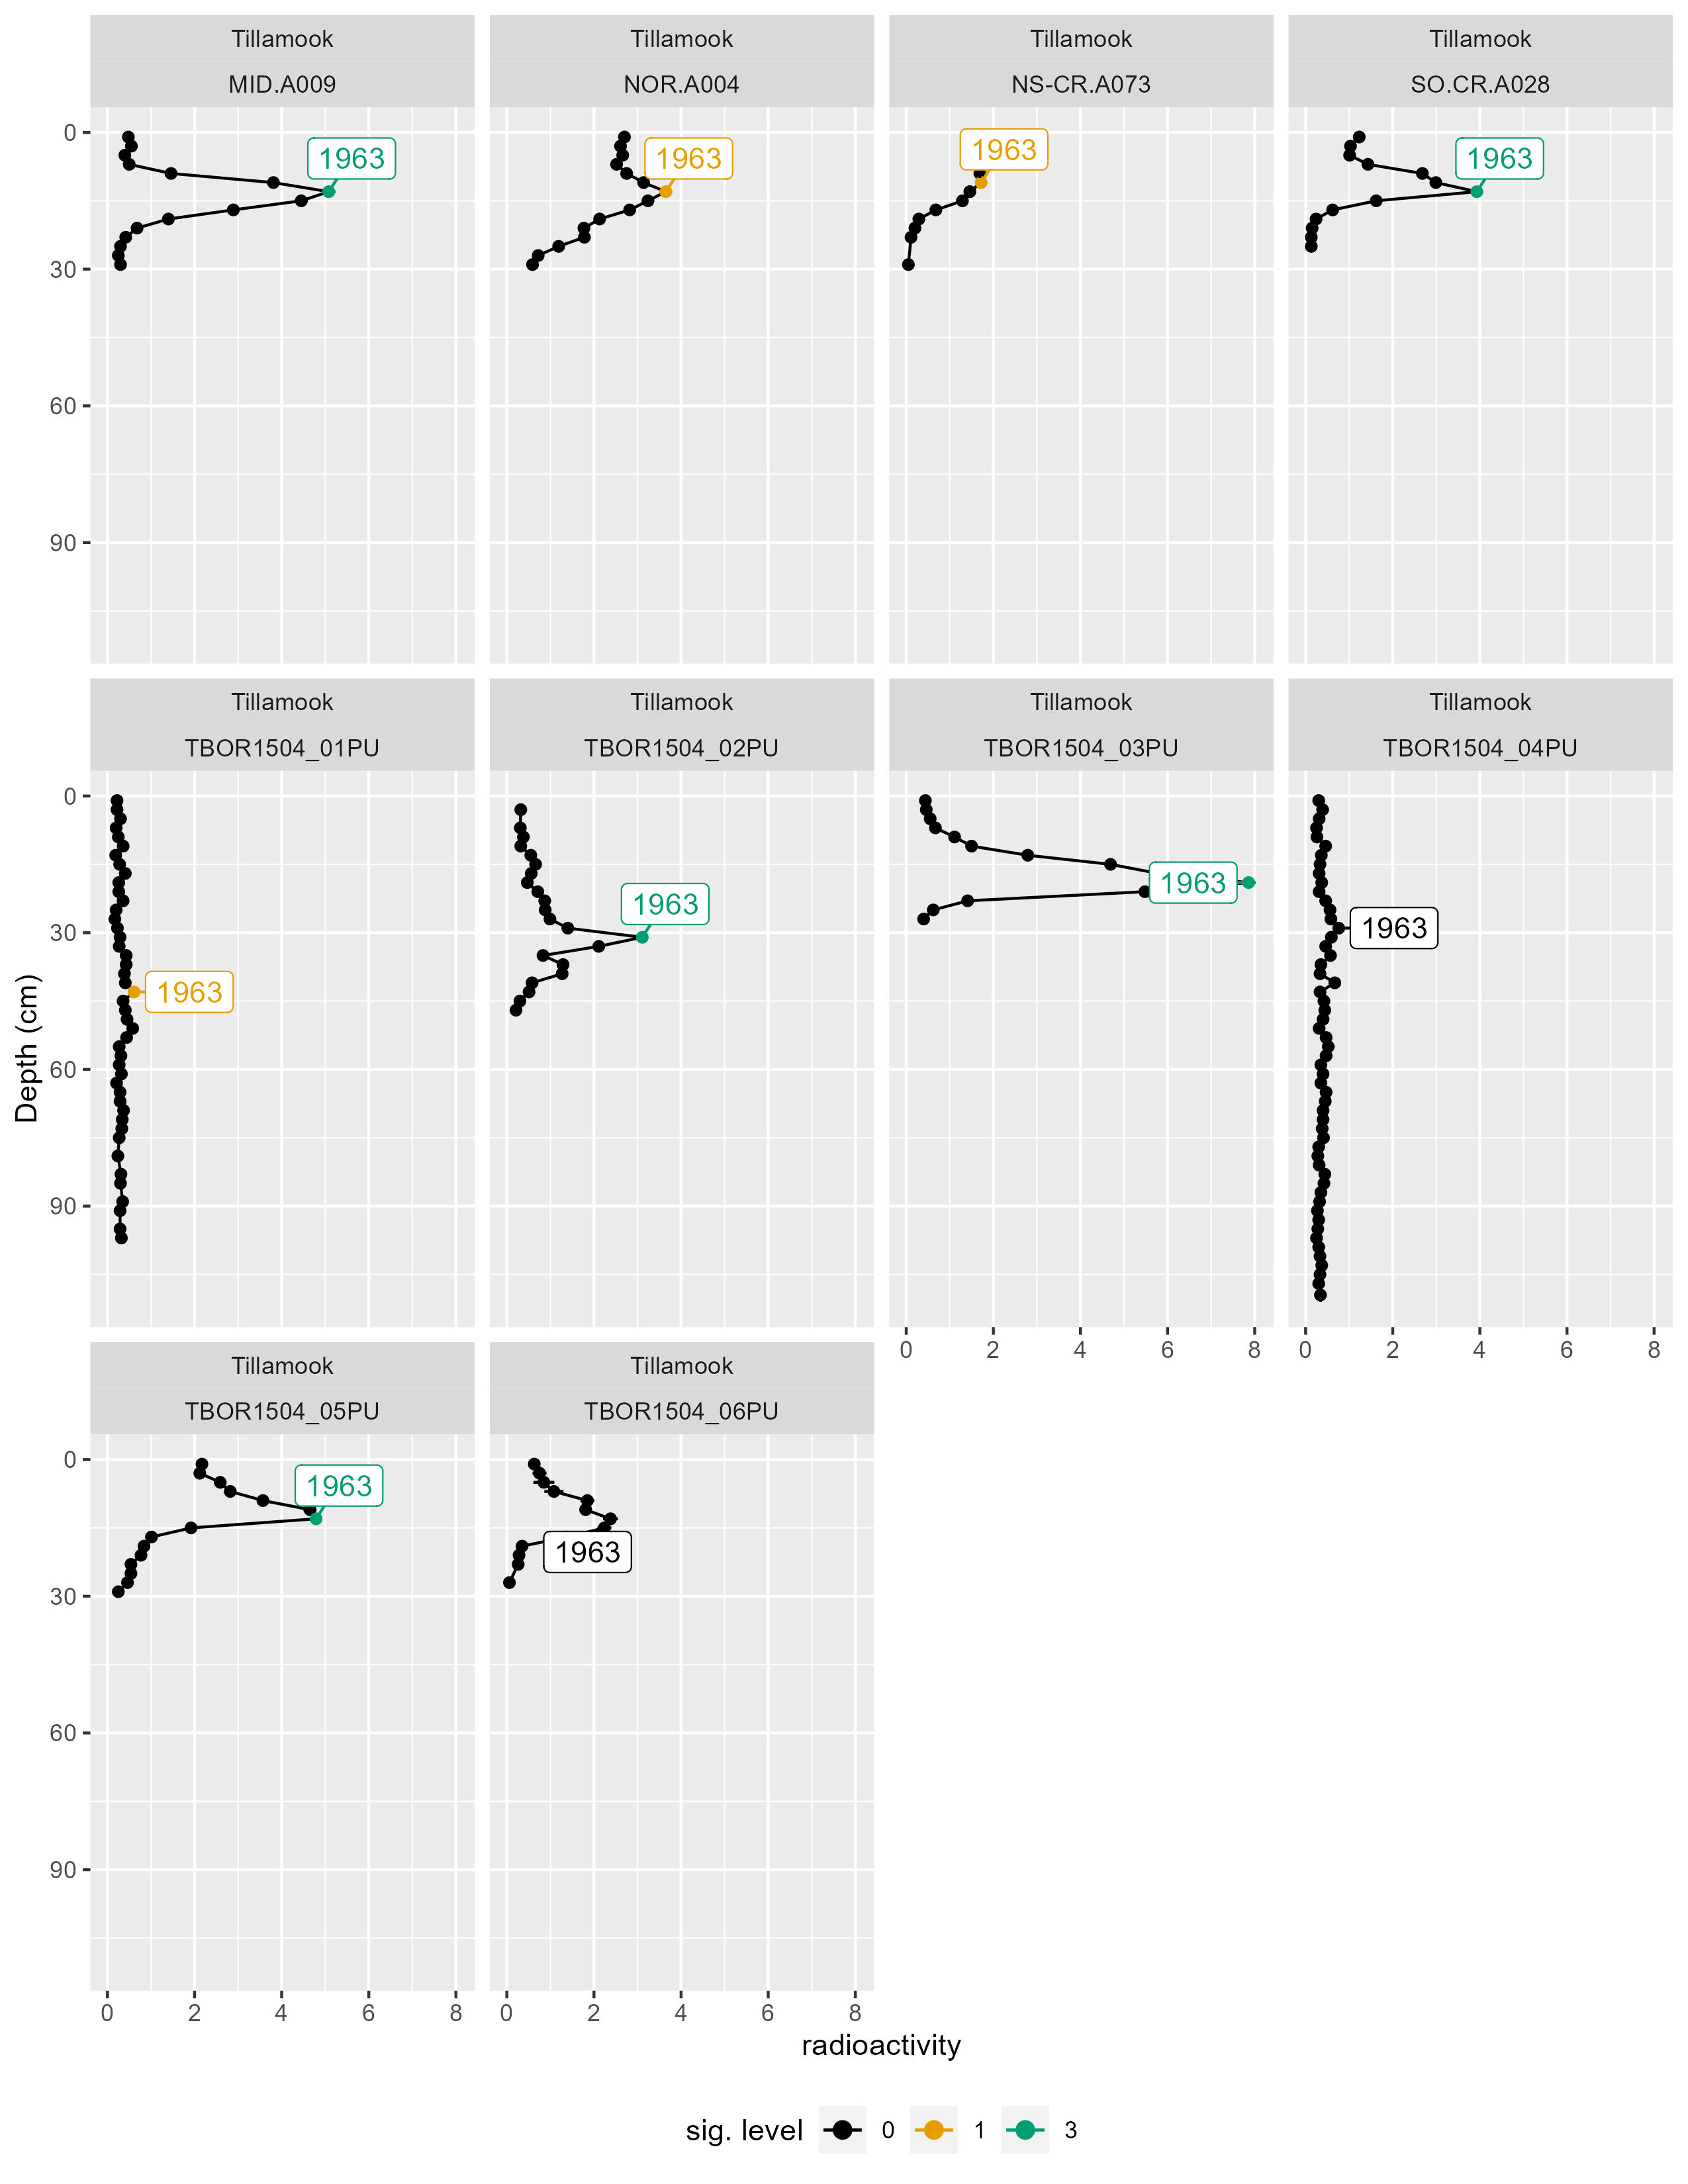 Tillamook Tillamook Tillamook Tillamook
MID.A009 NOR.A004 NS-CR.A073 SO.CR.A028
0
1963 1963 1963 1963
30
60
90
Tillamook Tillamook Tillamook Tillamook
TBOR1504_01PU TBOR1504_02PU TBOR1504_03PU TBOR1504_04PU
0
1963
1963
30
1963
1963
60
90
Depth (cm)
0 2 4 6 8 0 2 4 6 8
Tillamook Tillamook
TBOR1504_05PU TBOR1504_06PU
0
1963
1963
30
60
90
0 2 4 6 8 0 2 4 6 8
radioactivity
sig. level 0 1 3